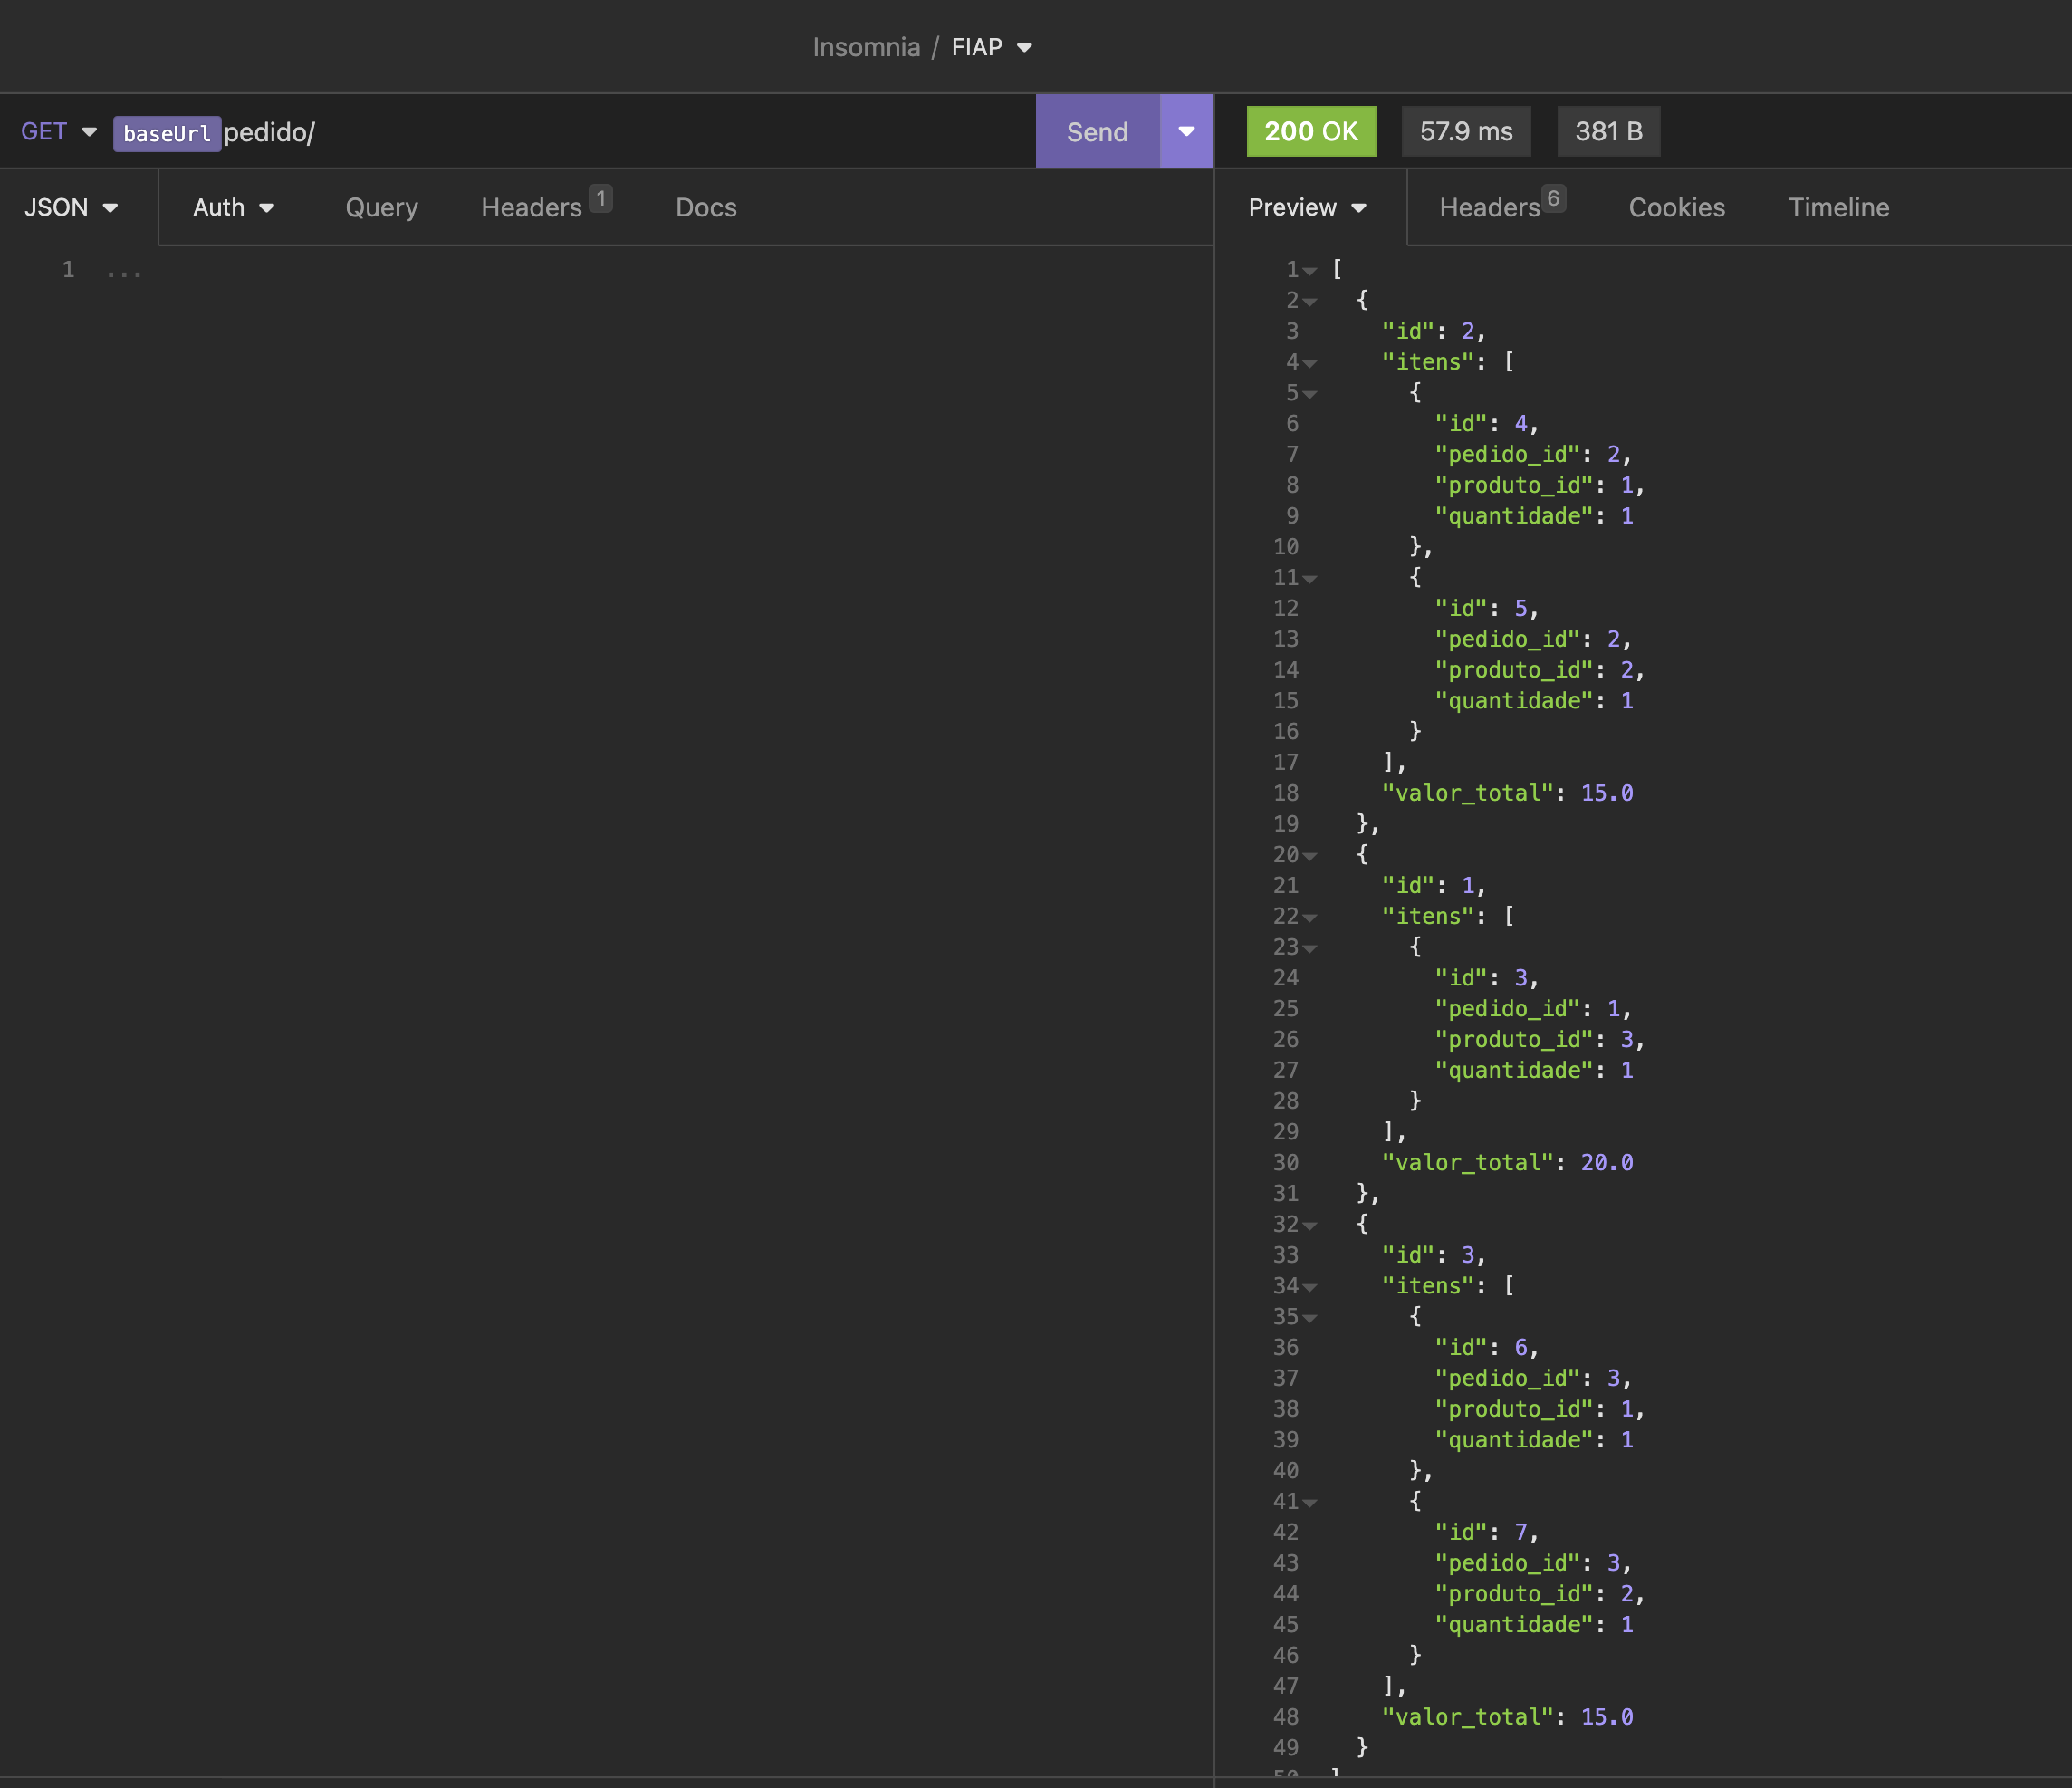 Insomnia / FIAP
GET baseUrl pedido/ Send
200 OK 57.9 ms 381 B
JSON Auth Query Headers 1 Docs
1 ...
Preview Headers 6 Cookies Timeline
1 [
2 {
3 "id": 2,
4 "itens": [
5 {
6 "id": 4,
7 "pedido_id": 2,
8 "produto_id": 1,
9 "quantidade": 1
10 },
11 {
12 "id": 5,
13 "pedido_id": 2,
14 "produto_id": 2,
15 "quantidade": 1
16 }
17 ],
18 "valor_total": 15.0
19 },
20 {
21 "id": 1,
22 "itens": [
23 {
24 "id": 3,
25 "pedido_id": 1,
26 "produto_id": 3,
27 "quantidade": 1
28 }
29 ],
30 "valor_total": 20.0
31 },
32 {
33 "id": 3,
34 "itens": [
35 {
36 "id": 6,
37 "pedido_id": 3,
38 "produto_id": 1,
39 "quantidade": 1
40 },
41 {
42 "id": 7,
43 "pedido_id": 3,
44 "produto_id": 2,
45 "quantidade": 1
46 }
47 ],
48 "valor_total": 15.0
49 }
50 ]